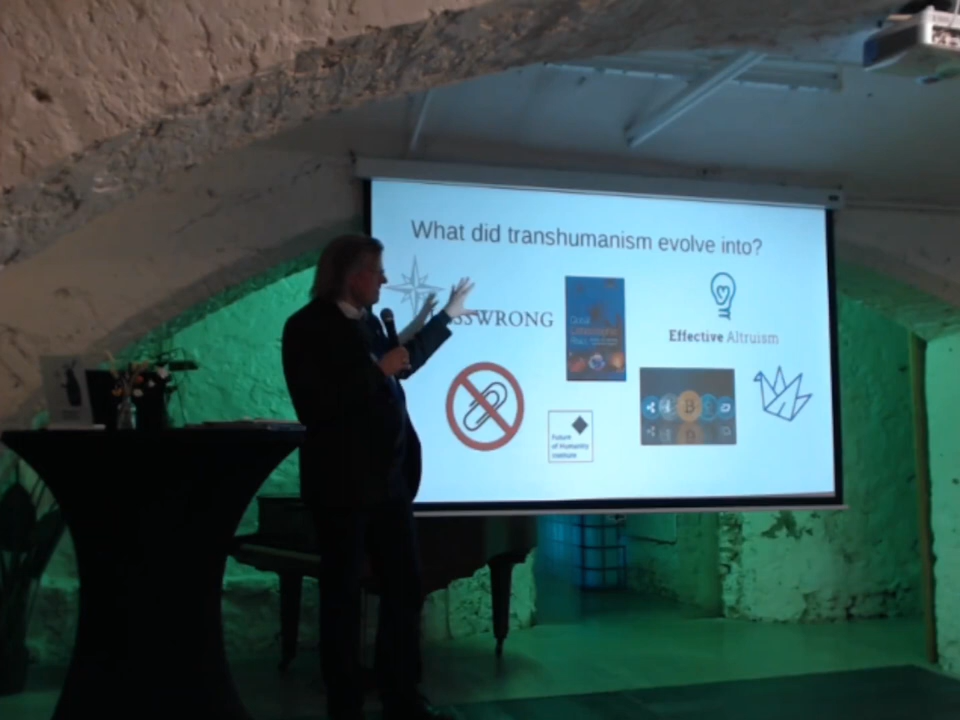 What did transhumanism evolve into?
SSWRONG
Effective Altruism
Future
of Humanity
Institute
B